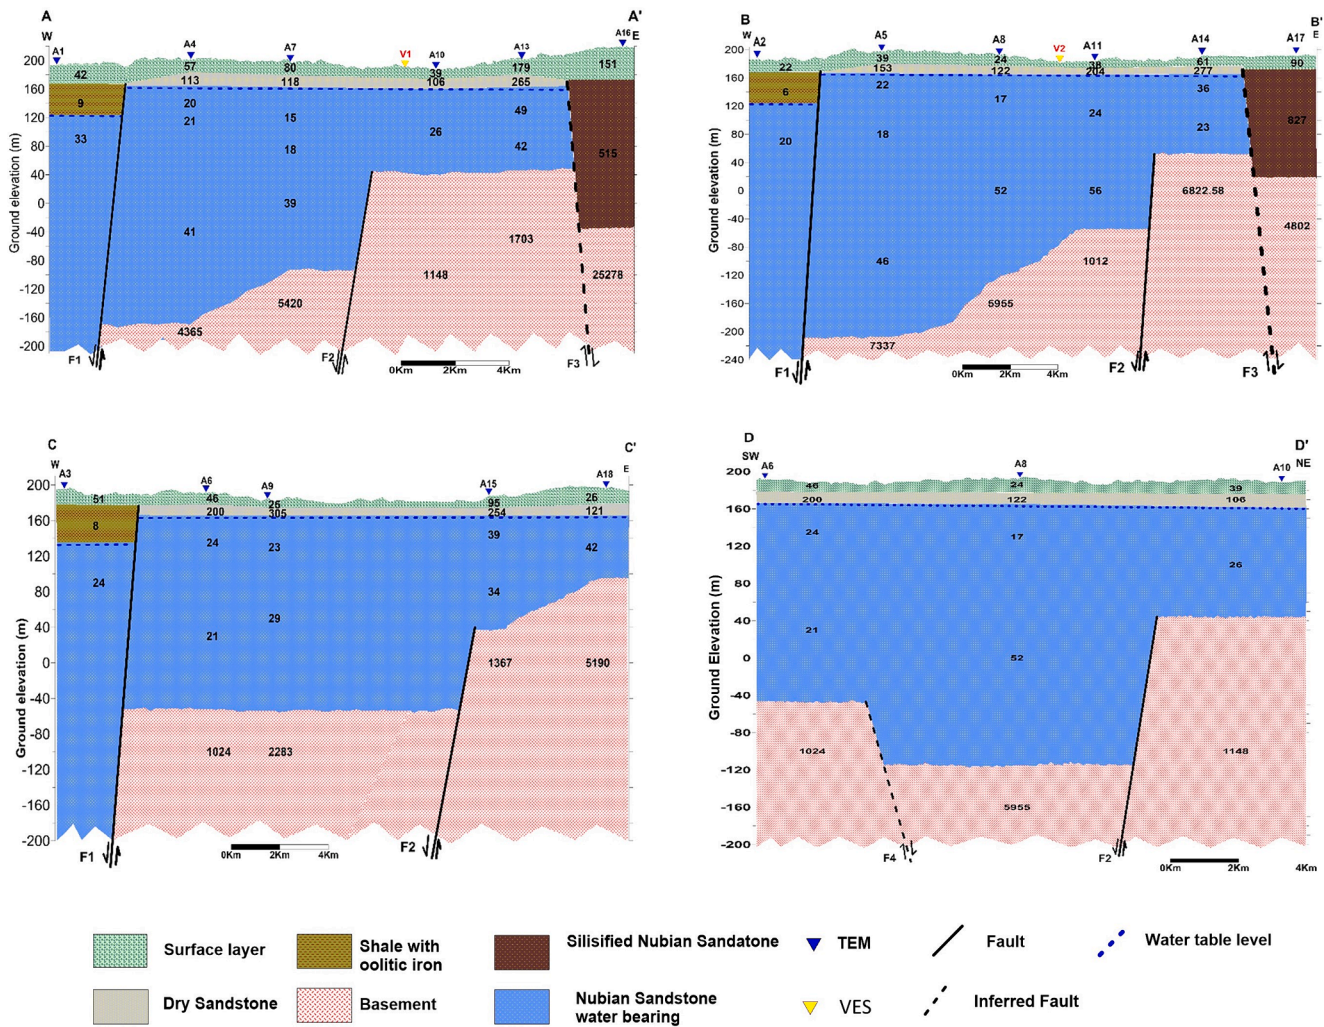 A
A'
W
E
A1
A4
A7
V1
A10
A13
A16
Ground elevation (m)
200
160
120
80
40
0
-40
-80
-120
-160
-200
42
57
80
39
179
151
113
118
106
265
9
20
15
49
33
21
18
26
42
515
39
41
1703
1148
25278
5420
4365
F1
F2
F3
0Km
2Km
4Km
B
B'
W
E
A2
A5
A8
V2
A11
A14
A17
Ground elevation (m)
200
160
120
80
40
0
-40
-80
-120
-160
-200
-240
22
39
24
38
61
90
153
122
204
277
6
22
17
24
36
827
20
18
23
52
56
6822.58
4802
46
1012
5955
7337
F1
F2
F3
0Km
2Km
4Km
C
C'
W
E
A3
A6
A9
A15
A18
Ground elevation (m)
200
160
120
80
40
0
-40
-80
-120
-160
-200
51
46
25
95
26
200
305
254
121
8
24
23
39
42
24
34
21
29
1367
5190
1024
2283
F1
F2
0Km
2Km
4Km
D
D'
SW
NE
A6
A8
A10
Ground Elevation (m)
200
160
120
80
40
0
-40
-80
-120
-160
-200
46
24
39
200
122
106
24
17
26
21
52
1024
1148
5955
F4
F2
0Km
2Km
4Km
Surface layer
Shale with
oolitic iron
Silisified Nubian Sandatone
TEM
Fault
Water table level
Dry Sandstone
Basement
Nubian Sandstone
water bearing
VES
Inferred Fault